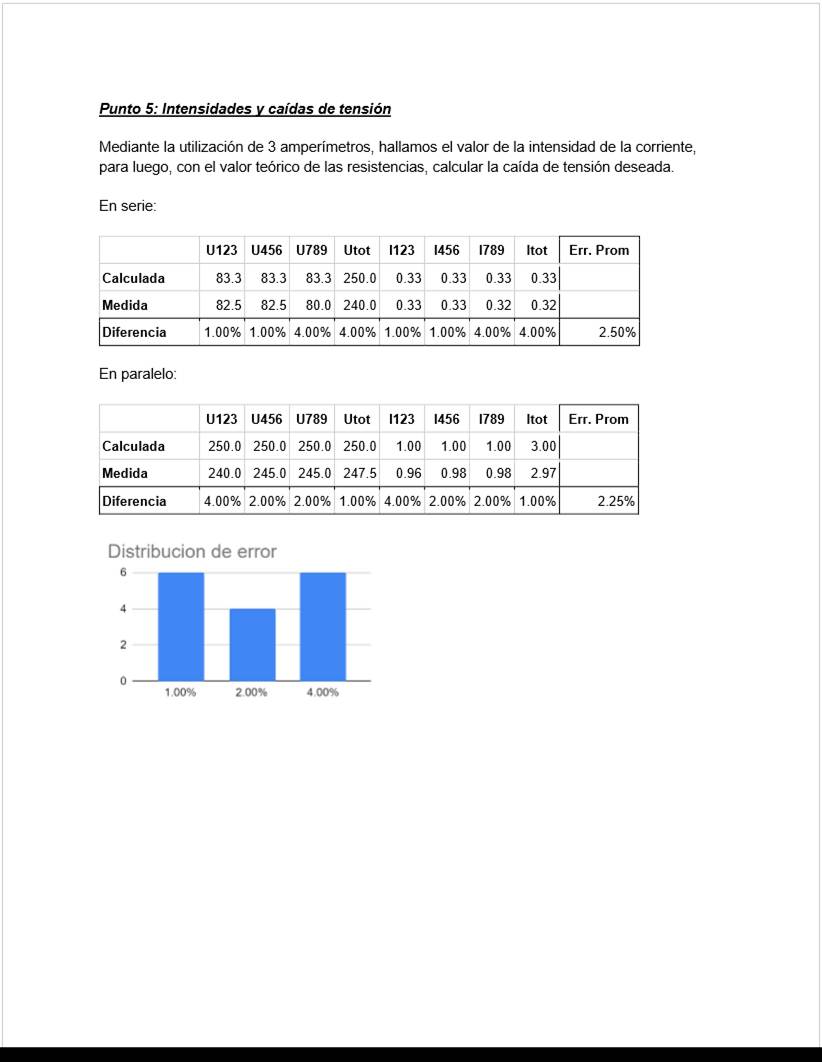 Punto 5: Intensidades y caídas de tensión
Mediante la utilización de 3 amperímetros, hallamos el valor de la intensidad de la corriente,
para luego, con el valor teórico de las resistencias, calcular la caída de tensión deseada.
En serie:
U123 U456 U789 Utot I123 I456 I789 Itot Err. Prom
Calculada 83.3 83.3 83.3 250.0 0.33 0.33 0.33 0.33
Medida 82.5 82.5 80.0 240.0 0.33 0.33 0.32 0.32
Diferencia 1.00% 1.00% 4.00% 4.00% 1.00% 1.00% 4.00% 4.00% 2.50%
En paralelo:
U123 U456 U789 Utot I123 I456 I789 Itot Err. Prom
Calculada 250.0 250.0 250.0 250.0 1.00 1.00 1.00 3.00
Medida 240.0 245.0 245.0 247.5 0.96 0.98 0.98 2.97
Diferencia 4.00% 2.00% 2.00% 1.00% 4.00% 2.00% 2.00% 1.00% 2.25%
Distribucion de error
6
4
2
0
1.00% 2.00% 4.00%